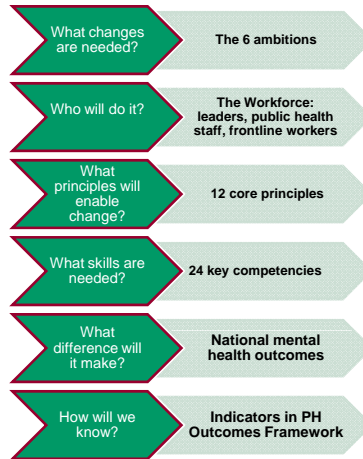 What changes
are needed?
The 6 ambitions
Who will do it?
The Workforce:
leaders, public health
staff, frontline workers
What
principles will
enable
change?
12 core principles
What skills are
needed?
24 key competencies
What
difference will
it make?
National mental
health outcomes
How will we
know?
Indicators in PH
Outcomes Framework